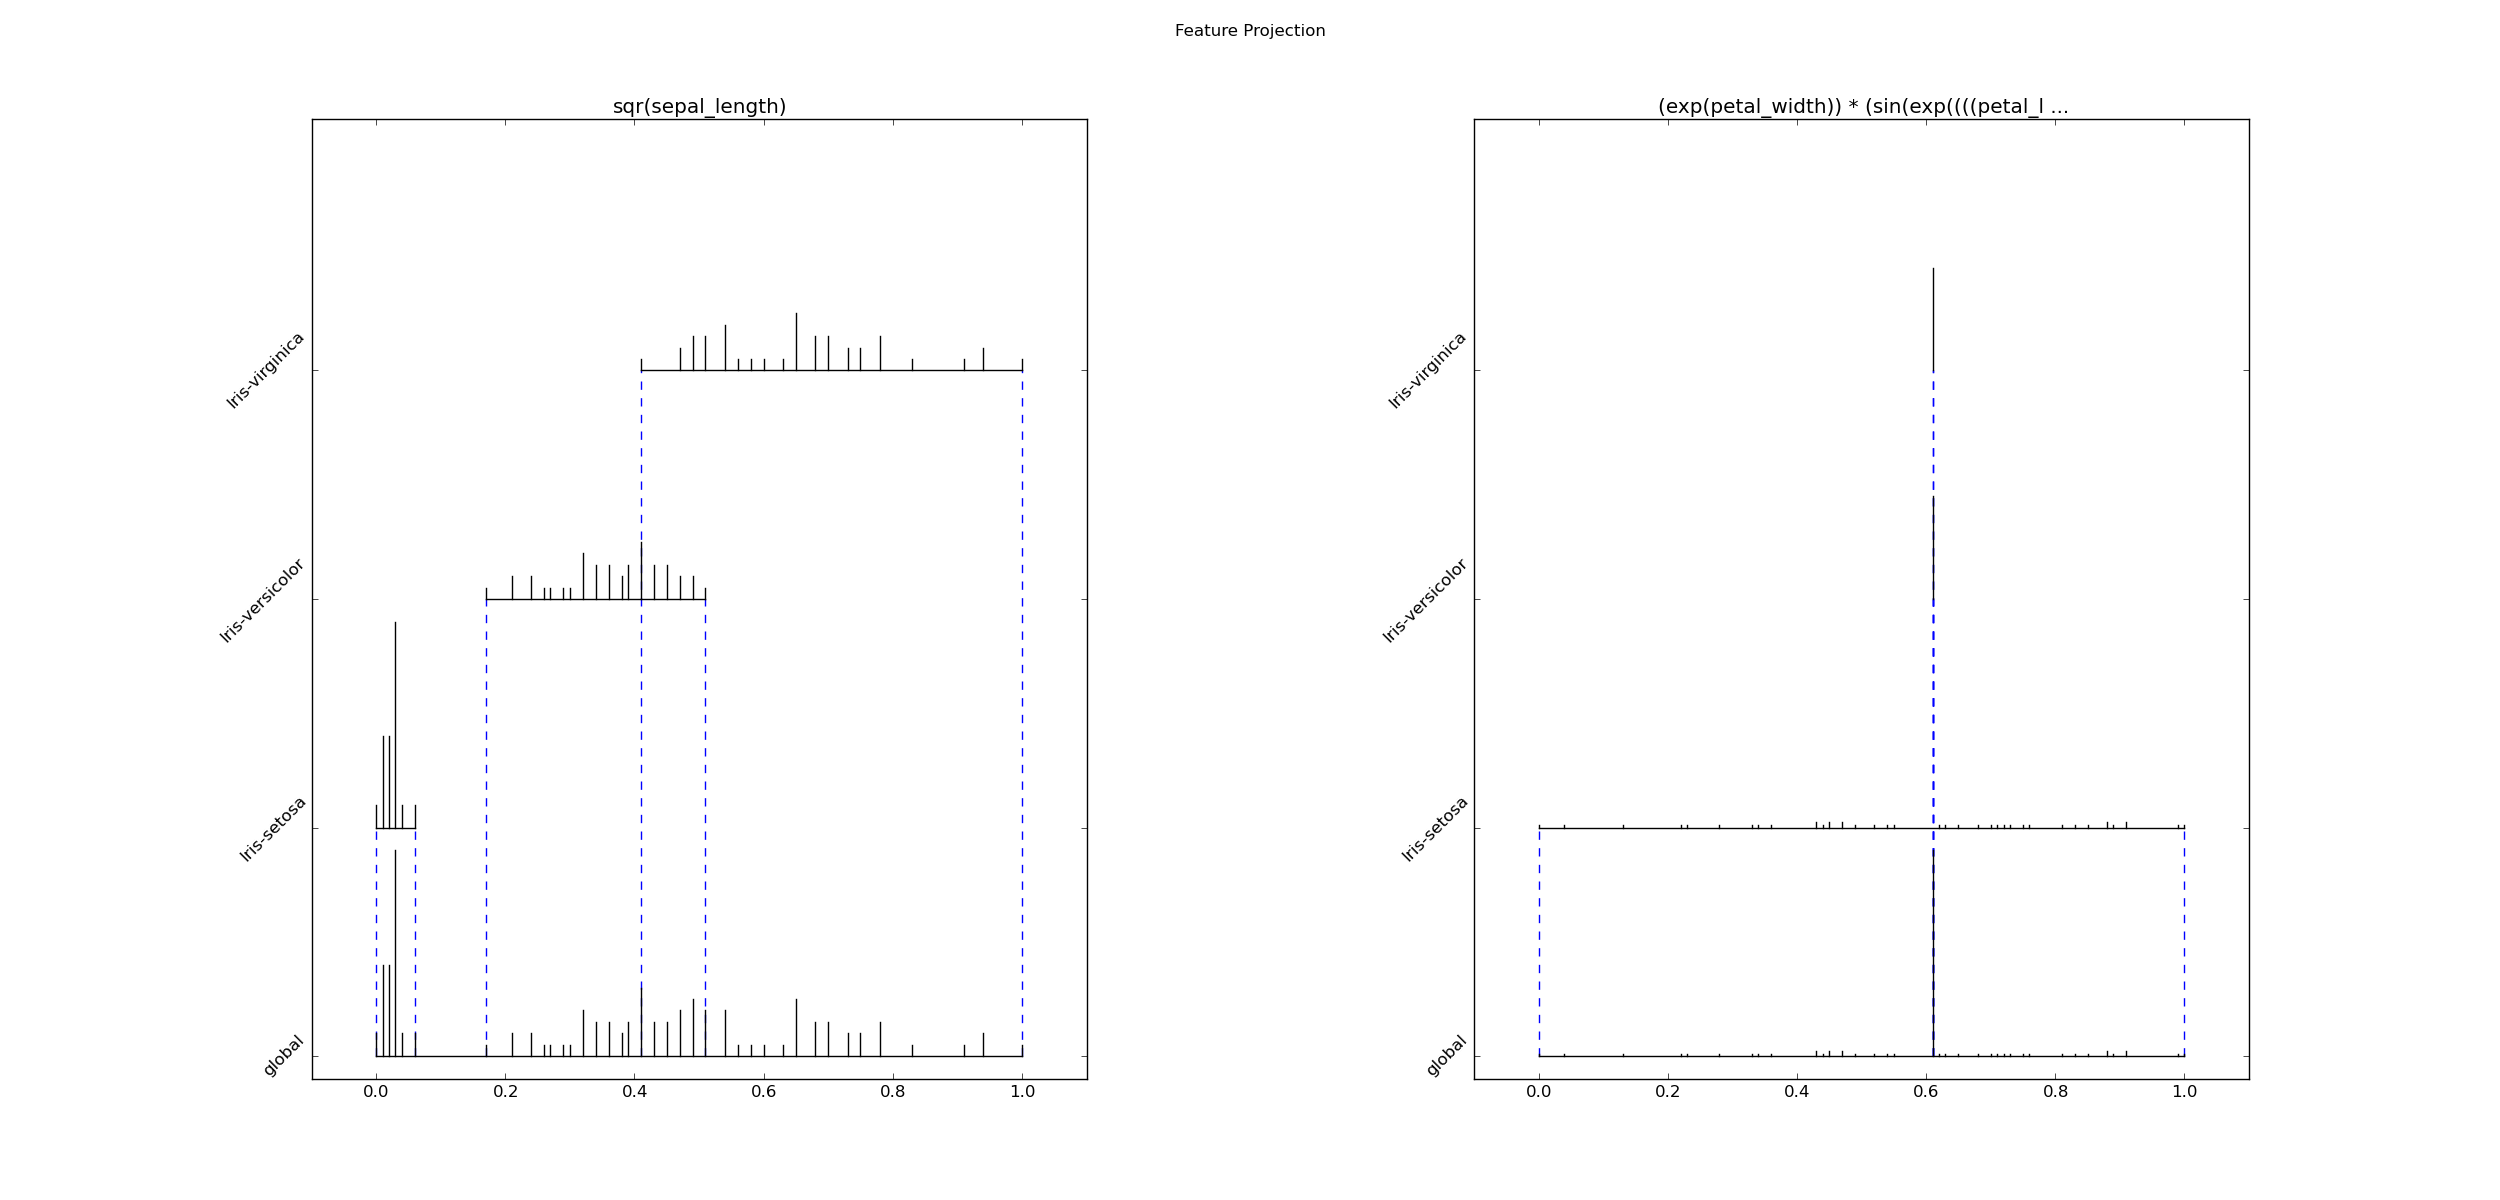 Feature Projection
sqr(sepal_length)
Iris-virginica
Iris-versicolor
Iris-setosa
global
0.0 0.2 0.4 0.6 0.8 1.0
(exp(petal_width)) * (sin(exp((((petal_l ...
Iris-virginica
Iris-versicolor
Iris-setosa
global
0.0 0.2 0.4 0.6 0.8 1.0